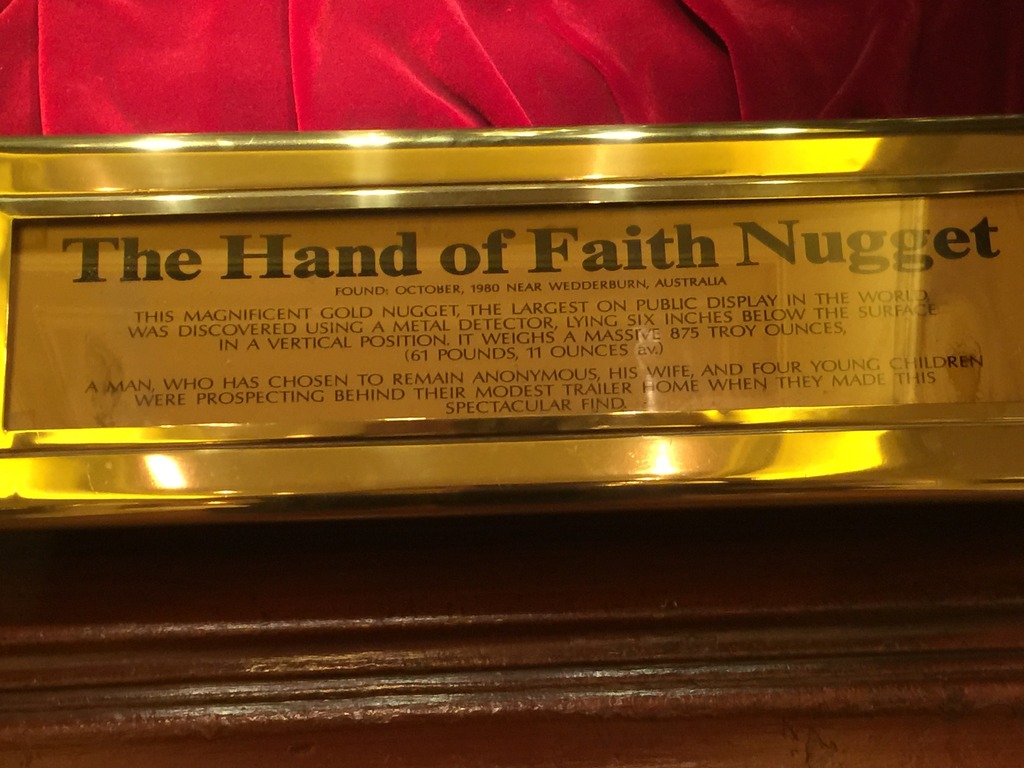 The Hand of Faith Nugget
FOUND: OCTOBER, 1980 NEAR WEDDERBURN, AUSTRALIA
THIS MAGNIFICENT GOLD NUGGET, THE LARGEST ON PUBLIC DISPLAY IN THE WORLD,
WAS DISCOVERED USING A METAL DETECTOR, LYING SIX INCHES BELOW THE SURFACE
IN A VERTICAL POSITION. IT WEIGHS A MASSIVE 875 TROY OUNCES,
(61 POUNDS, 11 OUNCES av.)
A MAN, WHO HAS CHOSEN TO REMAIN ANONYMOUS, HIS WIFE, AND FOUR YOUNG CHILDREN
WERE PROSPECTING BEHIND THEIR MODEST TRAILER HOME WHEN THEY MADE THIS
SPECTACULAR FIND.